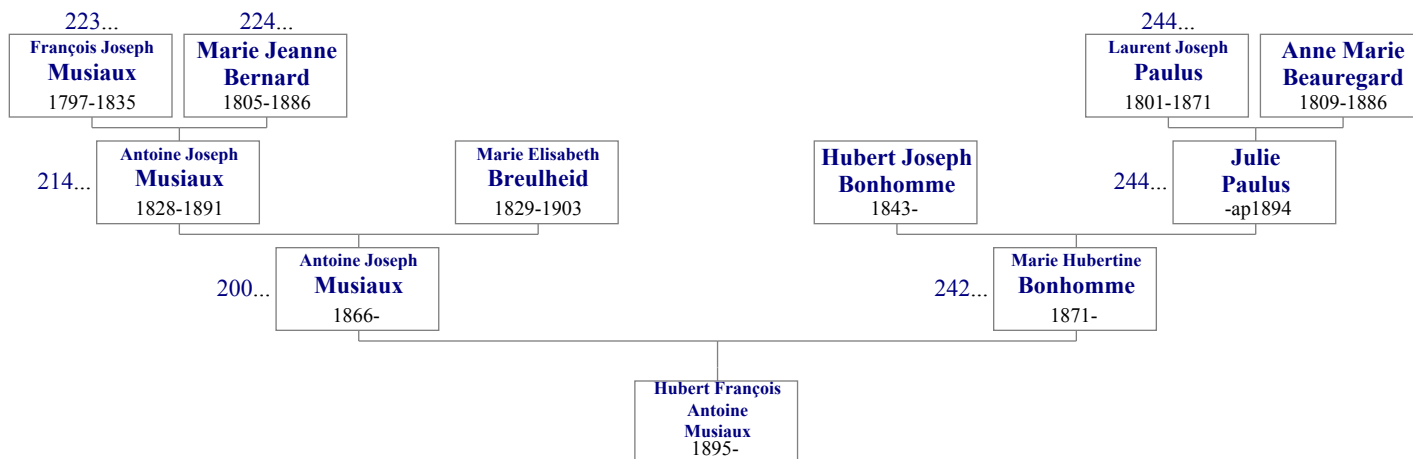 223...
224...
244...
François Joseph
Musiaux
1797-1835
Marie Jeanne
Bernard
1805-1886
Laurent Joseph
Paulus
1801-1871
Anne Marie
Beauregard
1809-1886
214...
Antoine Joseph
Musiaux
1828-1891
Marie Elisabeth
Breulheid
1829-1903
Hubert Joseph
Bonhomme
1843-
244...
Julie
Paulus
-ap1894
200...
Antoine Joseph
Musiaux
1866-
242...
Marie Hubertine
Bonhomme
1871-
Hubert François
Antoine
Musiaux
1895-